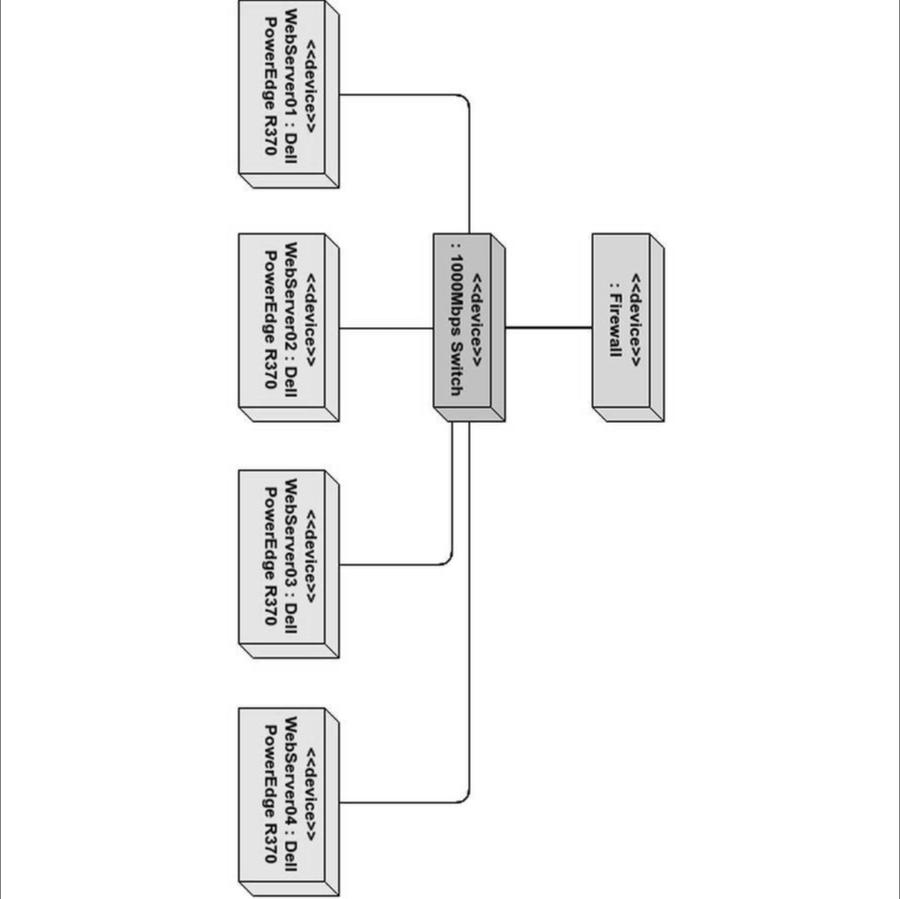 <<device>>
: Firewall
<<device>>
: 1000Mbps Switch
<<device>>
WebServer01 : Dell
PowerEdge R370
<<device>>
WebServer02 : Dell
PowerEdge R370
<<device>>
WebServer03 : Dell
PowerEdge R370
<<device>>
WebServer04 : Dell
PowerEdge R370